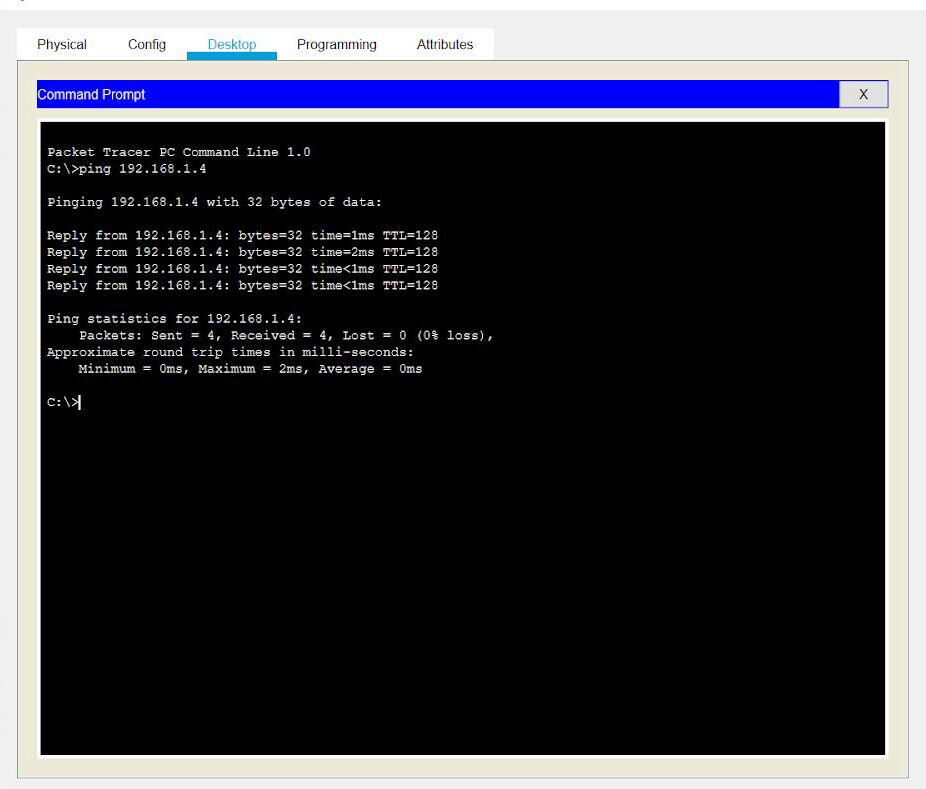 Physical Config Desktop Programming Attributes
Command Prompt X
Packet Tracer PC Command Line 1.0
C:\>ping 192.168.1.4
Pinging 192.168.1.4 with 32 bytes of data:
Reply from 192.168.1.4: bytes=32 time=1ms TTL=128
Reply from 192.168.1.4: bytes=32 time=2ms TTL=128
Reply from 192.168.1.4: bytes=32 time<1ms TTL=128
Reply from 192.168.1.4: bytes=32 time<1ms TTL=128
Ping statistics for 192.168.1.4:
Packets: Sent = 4, Received = 4, Lost = 0 (0% loss),
Approximate round trip times in milli-seconds:
Minimum = 0ms, Maximum = 2ms, Average = 0ms
C:\>